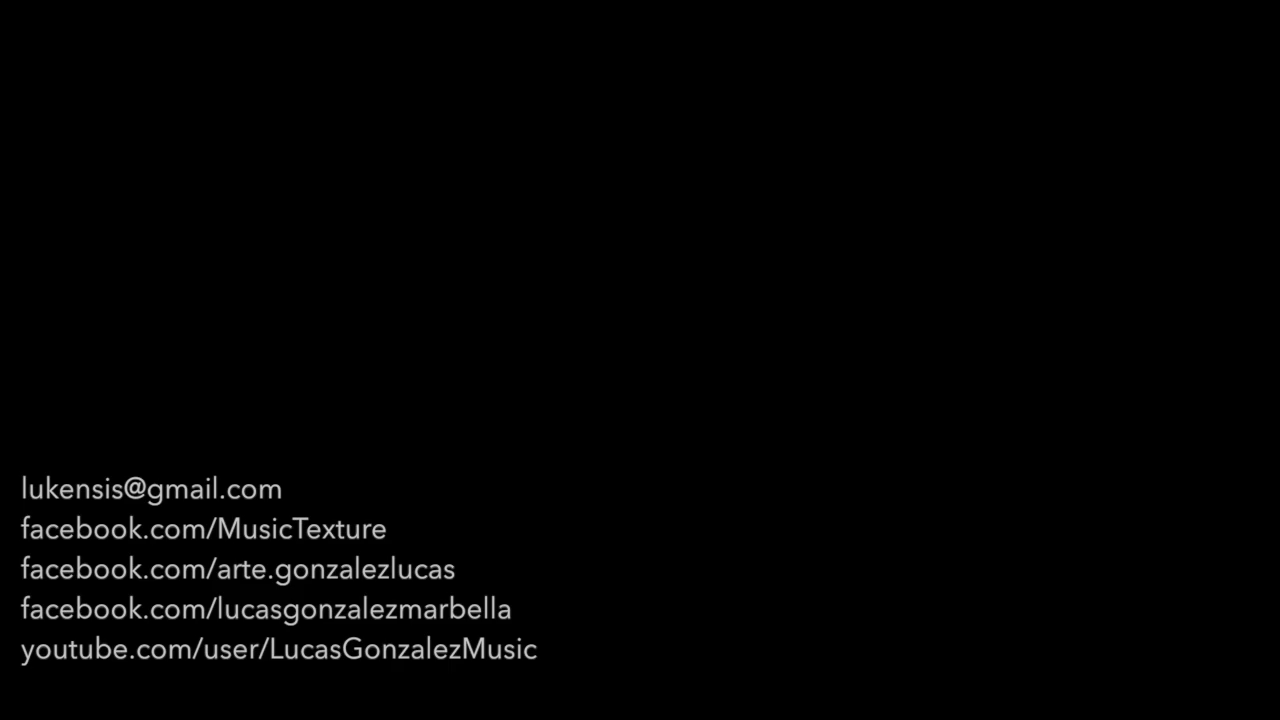 lukensis@gmail.com
facebook.com/MusicTexture
facebook.com/arte.gonzalezlucas
facebook.com/lucasgonzalezmarbella
youtube.com/user/LucasGonzalezMusic